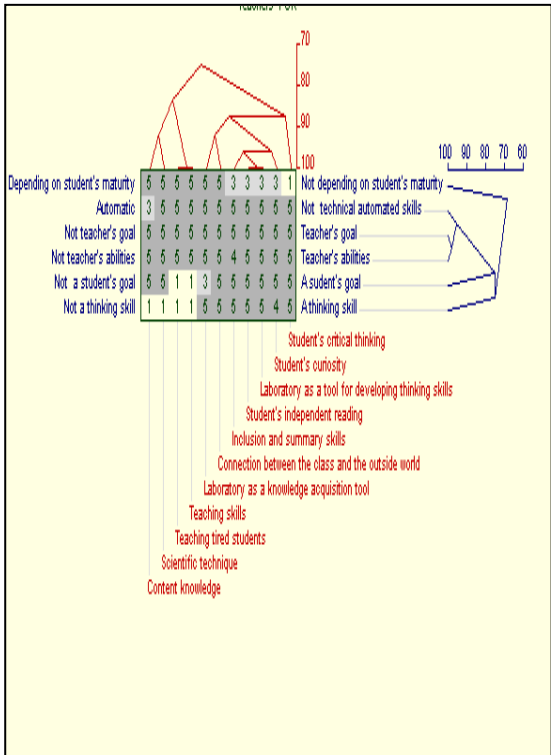 70
80
90
100
100 90 80 70 60
Depending on student's maturity 5 5 5 5 5 5 3 3 3 3 1 Not depending on student's maturity
Automatic 3 5 5 5 5 5 5 5 5 5 5 Not technical automated skills
Not teacher's goal 5 5 5 5 5 5 5 5 5 5 5 Teacher's goal
Not teacher's abilities 5 5 5 5 5 5 4 5 5 5 5 Teacher's abilities
Not a student's goal 5 5 1 1 3 5 5 5 5 5 5 A student's goal
Not a thinking skill 1 1 1 1 5 5 5 5 5 4 5 A thinking skill
Student's critical thinking
Student's curiosity
Laboratory as a tool for developing thinking skills
Student's independent reading
Inclusion and summary skills
Connection between the class and the outside world
Laboratory as a knowledge acquisition tool
Teaching skills
Teaching tired students
Scientific technique
Content knowledge